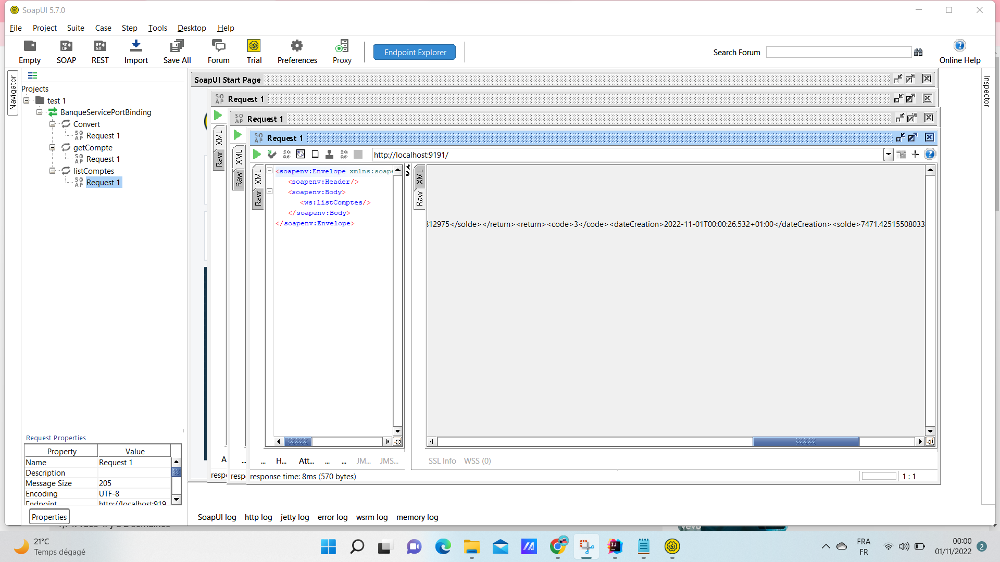 SoapUI 5.7.0
File Project Suite Case Step Tools Desktop Help
Empty SOAP REST Import Save All Forum Trial Preferences Proxy Endpoint Explorer Search Forum Online Help
Navigator
Projects
test 1
BanqueServicePortBinding
Convert
Request 1
getCompte
Request 1
listComptes
Request 1
SoapUI Start Page
Request 1
Request 1
Request 1
XML
Raw
XML
Raw
http://localhost:9191/
XML
Raw
<soapenv:Envelope xmlns:soape
<soapenv:Header/>
<soapenv:Body>
<ws:listComptes/>
</soapenv:Body>
</soapenv:Envelope>
XML
Raw
312975</solde></return><return><code>3</code><dateCreation>2022-11-01T00:00:26.532+01:00</dateCreation><solde>7471.42515508033
Inspector
A ... ... H... Att... ... ... JM... JMS...
SSL Info WSS (0)
respo resp response time: 8ms (570 bytes)
1 : 1
Request Properties
Property Value
Name Request 1
Description
Message Size 205
Encoding UTF-8
Endpoint http://localhost:919
Properties
SoapUI log http log jetty log error log wsrm log memory log
21°C
Temps dégagé
FRA
FR
00:00
01/11/2022
2